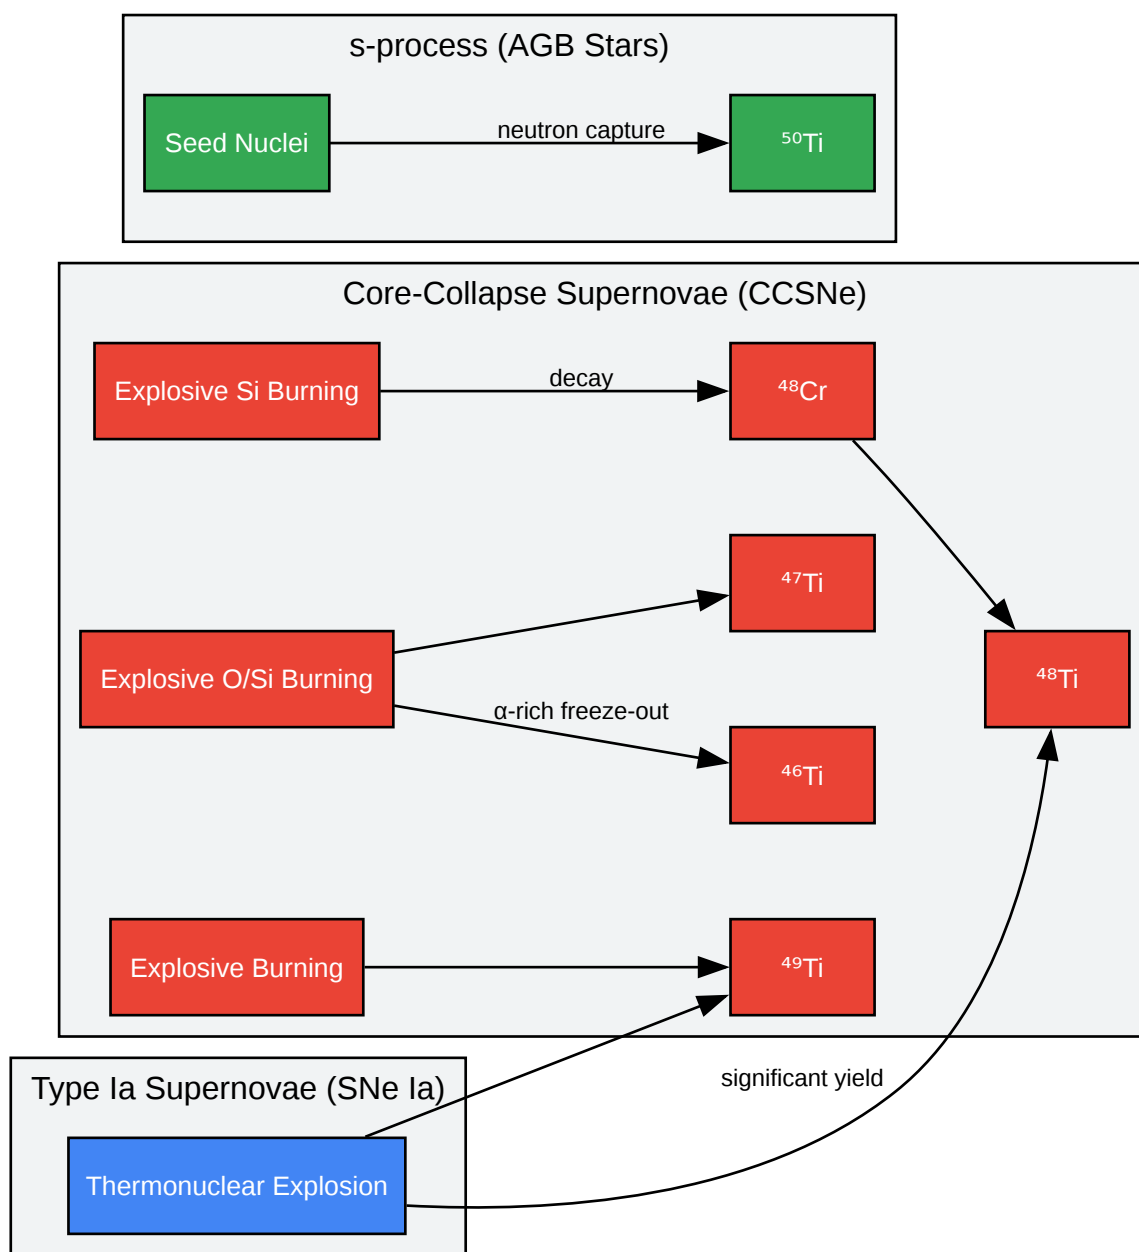 s-process (AGB Stars)
Seed Nuclei
neutron capture
⁵⁰Ti
Core-Collapse Supernovae (CCSNe)
Explosive Si Burning
decay
⁴⁸Cr
⁴⁷Ti
Explosive O/Si Burning
⁴⁸Ti
α-rich freeze-out
⁴⁶Ti
Explosive Burning
⁴⁹Ti
Type Ia Supernovae (SNe Ia)
significant yield
Thermonuclear Explosion